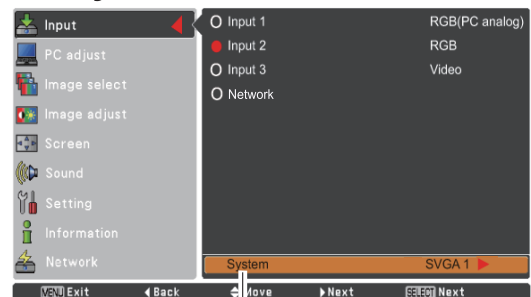 Input
PC adjust
Image select
Image adjust
Screen
Sound
Setting
Information
Network
Input 1 RGB(PC analog)
Input 2 RGB
Input 3 Video
Network
System SVGA 1
MENU Exit Back Move Next SELECT Next